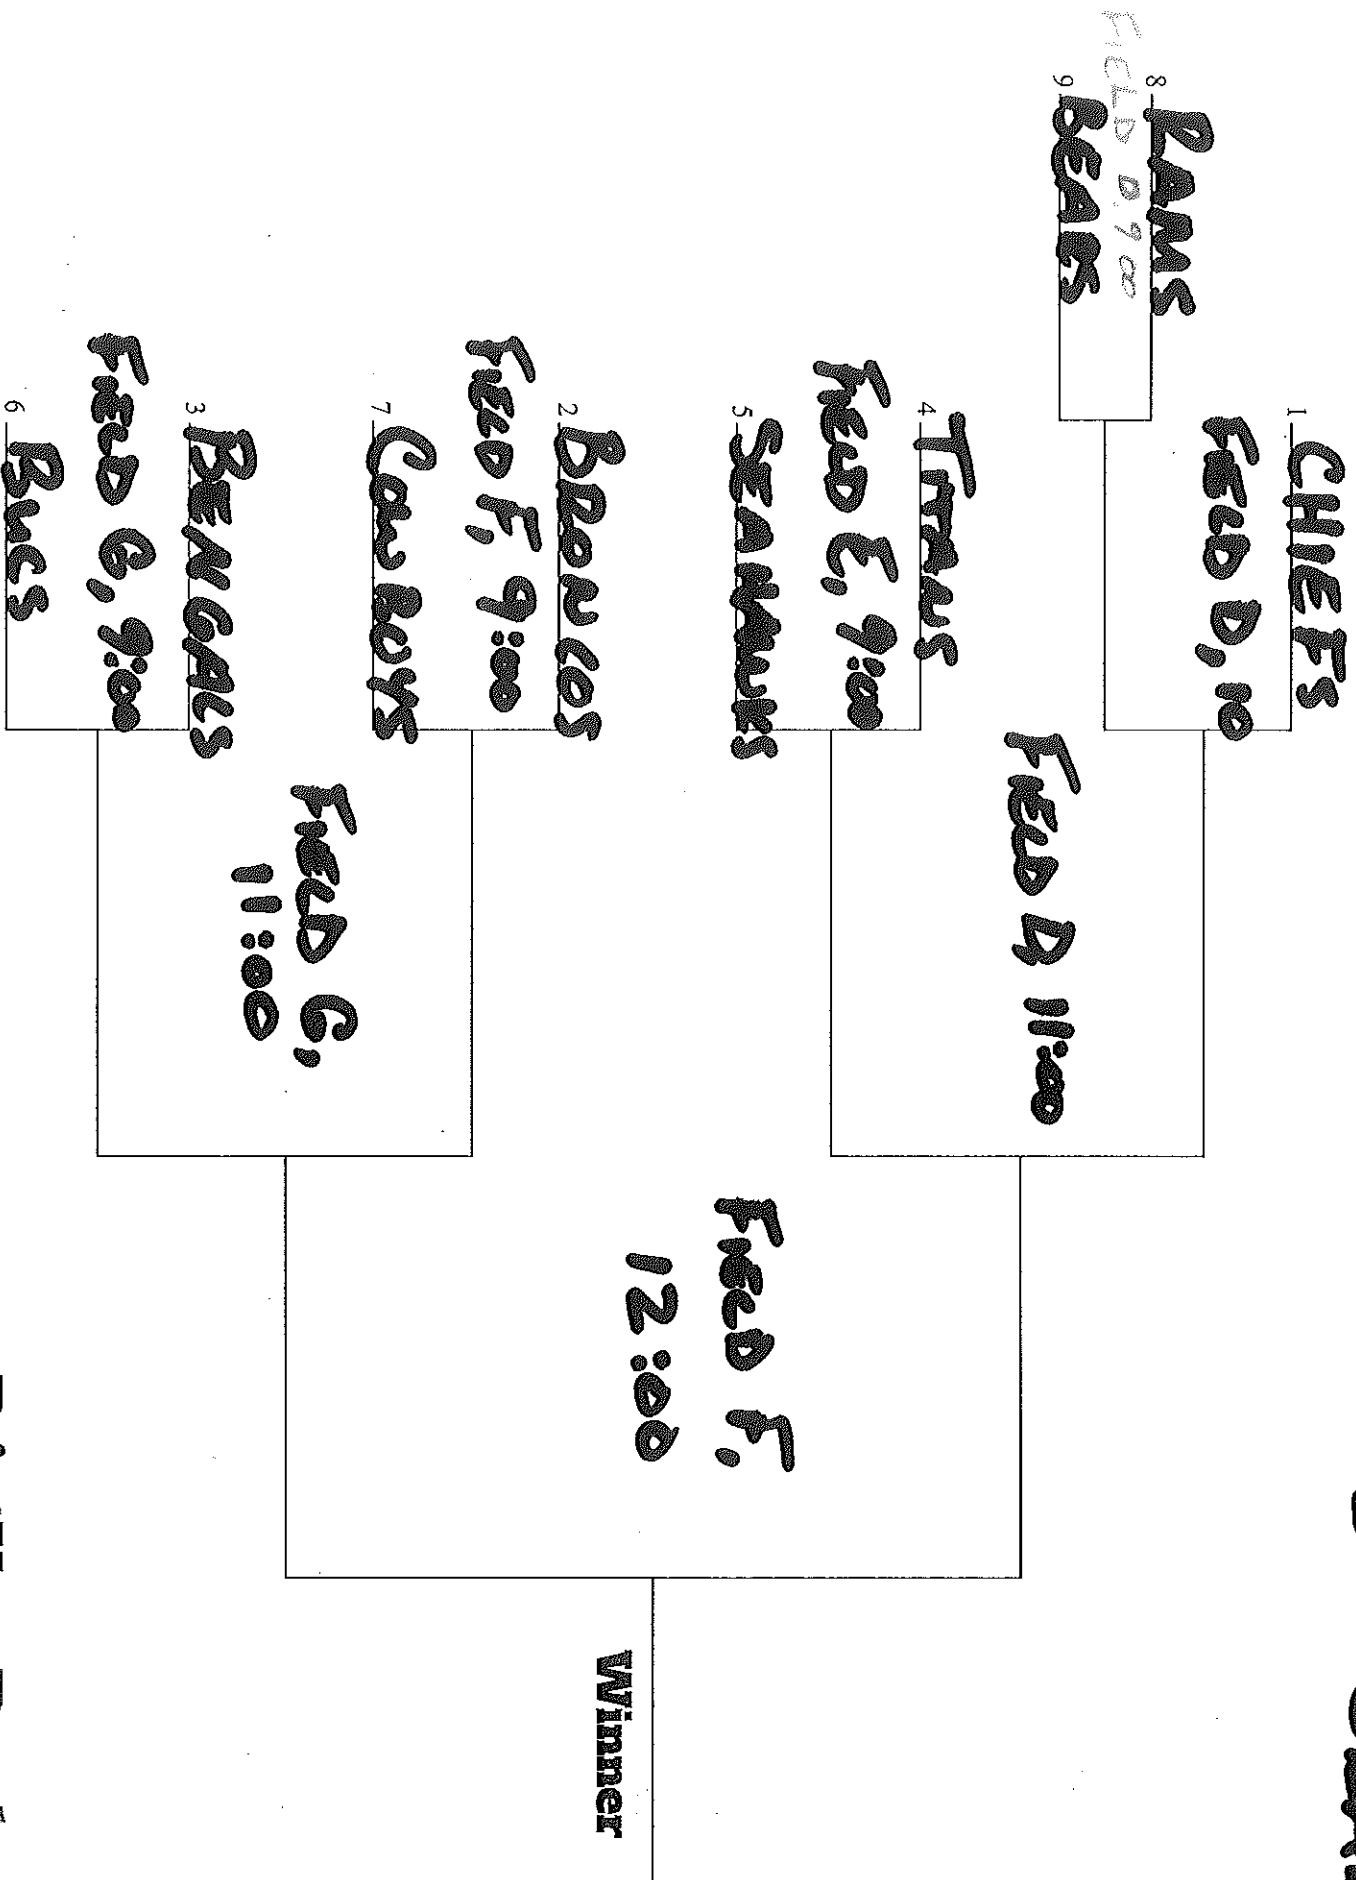 1 CHIEFS
FIELD D, 10
8 RAMS
FIELD D, 9 00
9 BEARS
FIELD D, 11:00
4 TITANS
FIELD E, 9:00
5 SEAHAWKS
FIELD F,
12:00
Winner
2 BRONCOS
FIELD F, 9:00
7 COWBOYS
FIELD G,
11:00
3 BENGALS
FIELD G, 9:00
6 BUCS